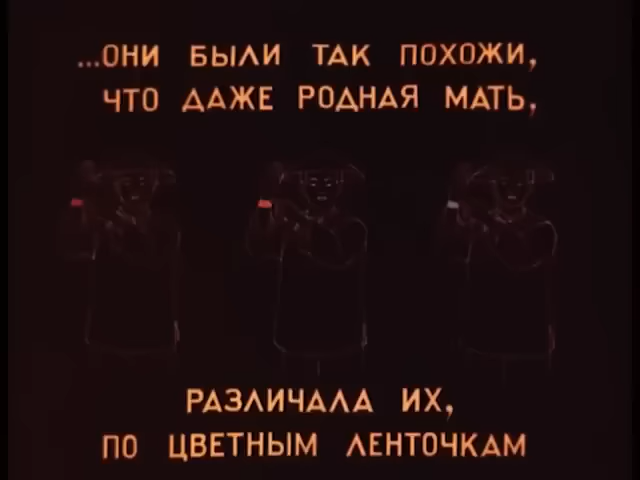 ...ОНИ БЫЛИ ТАК ПОХОЖИ,
ЧТО ДАЖЕ РОДНАЯ МАТЬ,
РАЗЛИЧАЛА ИХ,
ПО ЦВЕТНЫМ ЛЕНТОЧКАМ